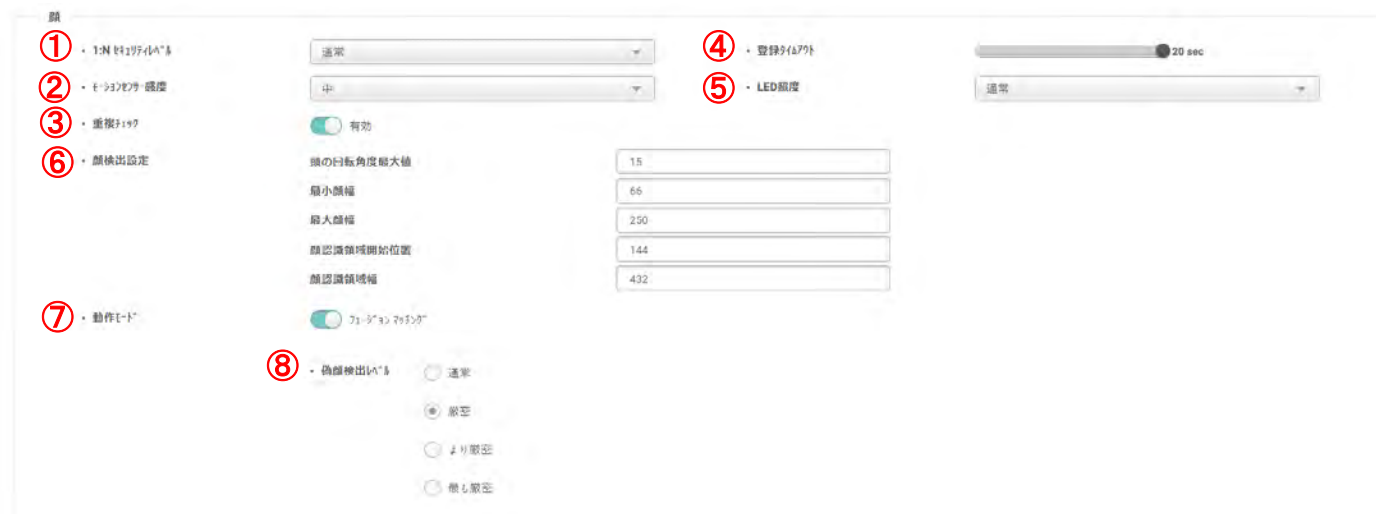 顔
① ・ 1:N ｾｷｭﾘﾃｨﾚﾍﾞﾙ 通常
④ ・ 登録ﾀｲﾑｱｳﾄ 20 sec
② ・ ﾓｰｼｮﾝｾﾝｻｰ感度 中
⑤ ・ LED照度 通常
③ ・ 重複ﾁｪｯｸ 有効
⑥ ・ 顔検出設定 頭の回転角度最大値 15
最小顔幅 66
最大顔幅 250
顔認識領域開始位置 144
顔認識領域幅 432
⑦ ・ 動作ﾓｰﾄﾞ ﾌｭｰｼﾞｮﾝ ﾏｯﾁﾝｸﾞ
⑧ ・ 偽顔検出ﾚﾍﾞﾙ 通常
厳密
より厳密
最も厳密